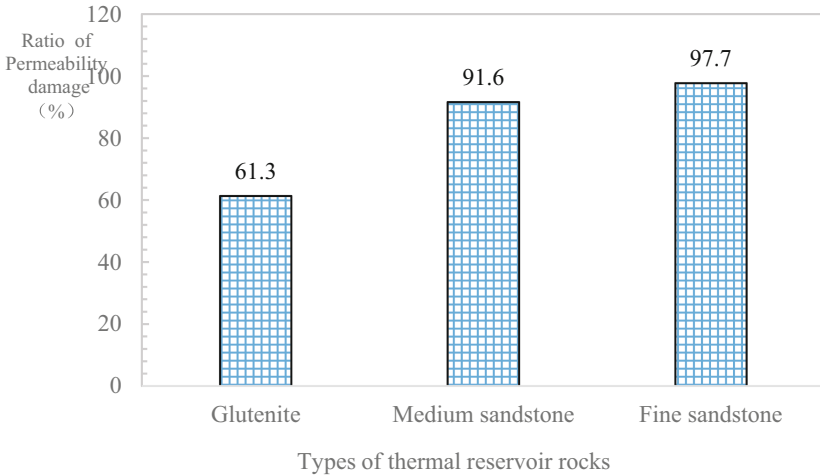 Ratio of
Permeability
damage
（%）
120
100
80
60
40
20
0
61.3
91.6
97.7
Glutenite
Medium sandstone
Fine sandstone
Types of thermal reservoir rocks